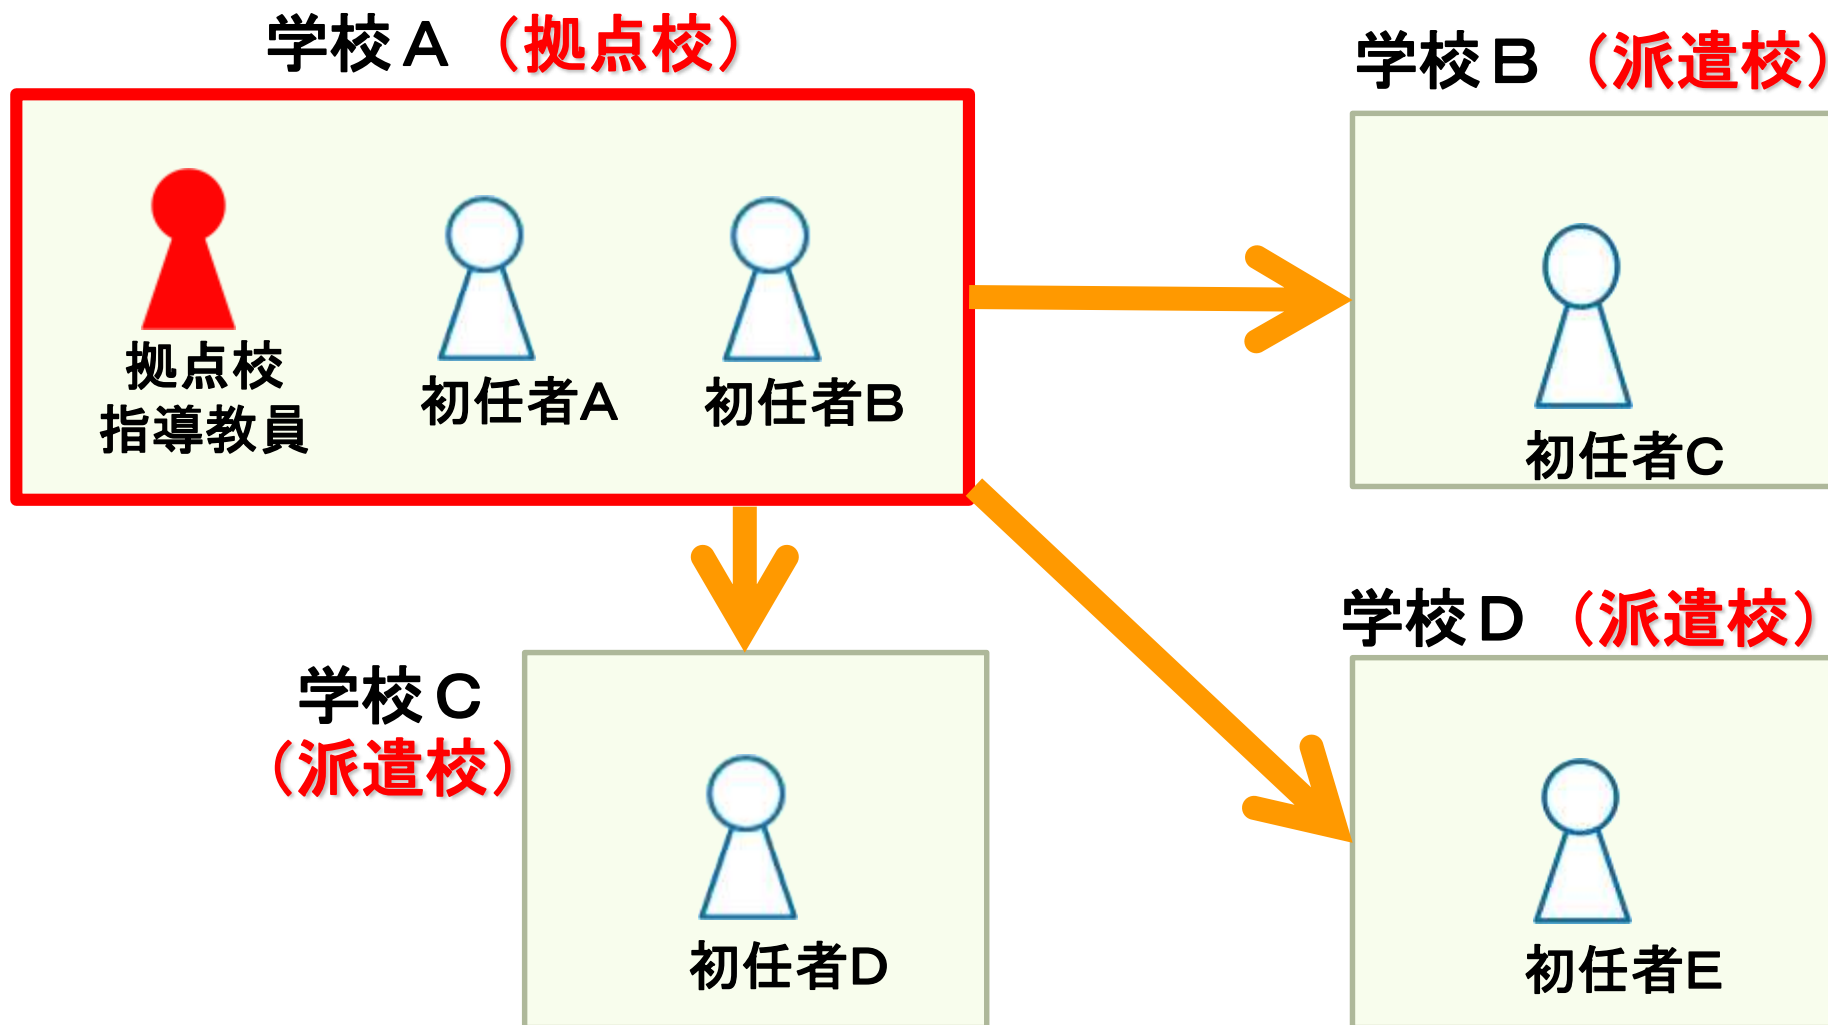 学校Ａ（拠点校）
拠点校
指導教員
初任者A
初任者B
学校Ｂ（派遣校）
初任者C
学校Ｃ
（派遣校）
初任者D
学校Ｄ（派遣校）
初任者E